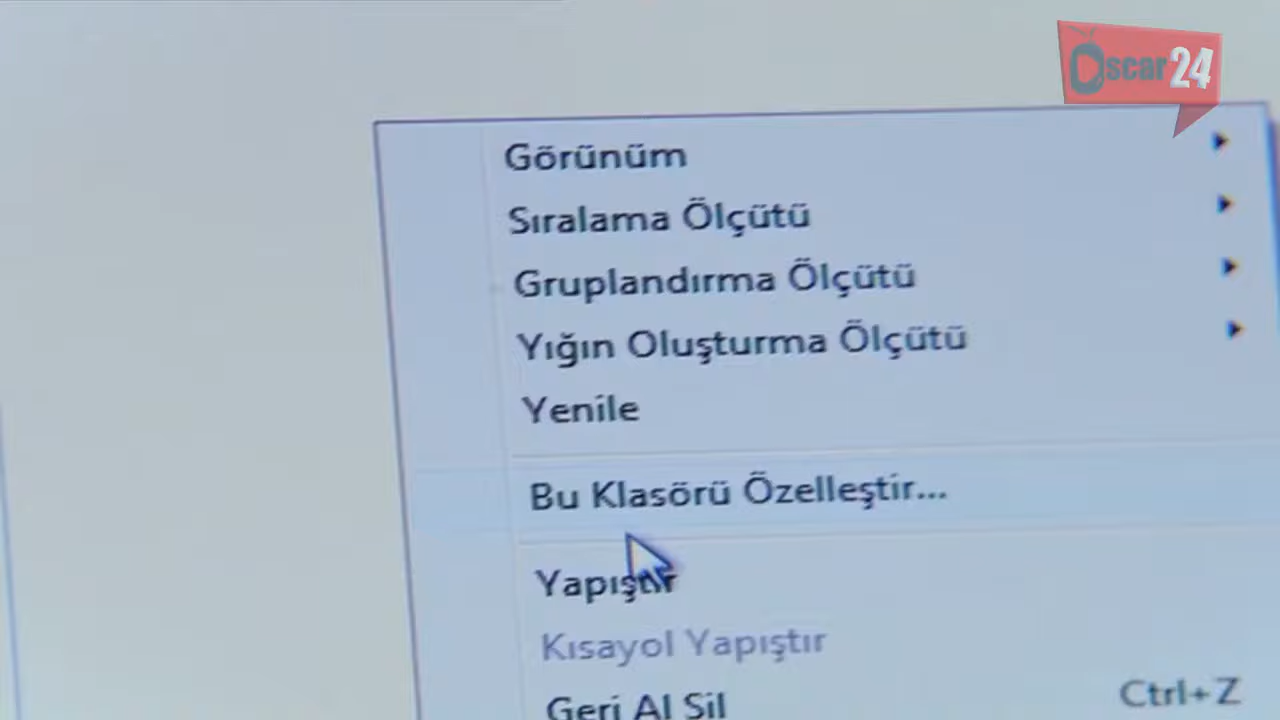 Oscar24
Görünüm
Sıralama Ölçütü
Gruplandırma Ölçütü
Yığın Oluşturma Ölçütü
Yenile
Bu Klasörü Özelleştir...
Yapıştır
Kısayol Yapıştır
Geri Al Sil Ctrl+Z